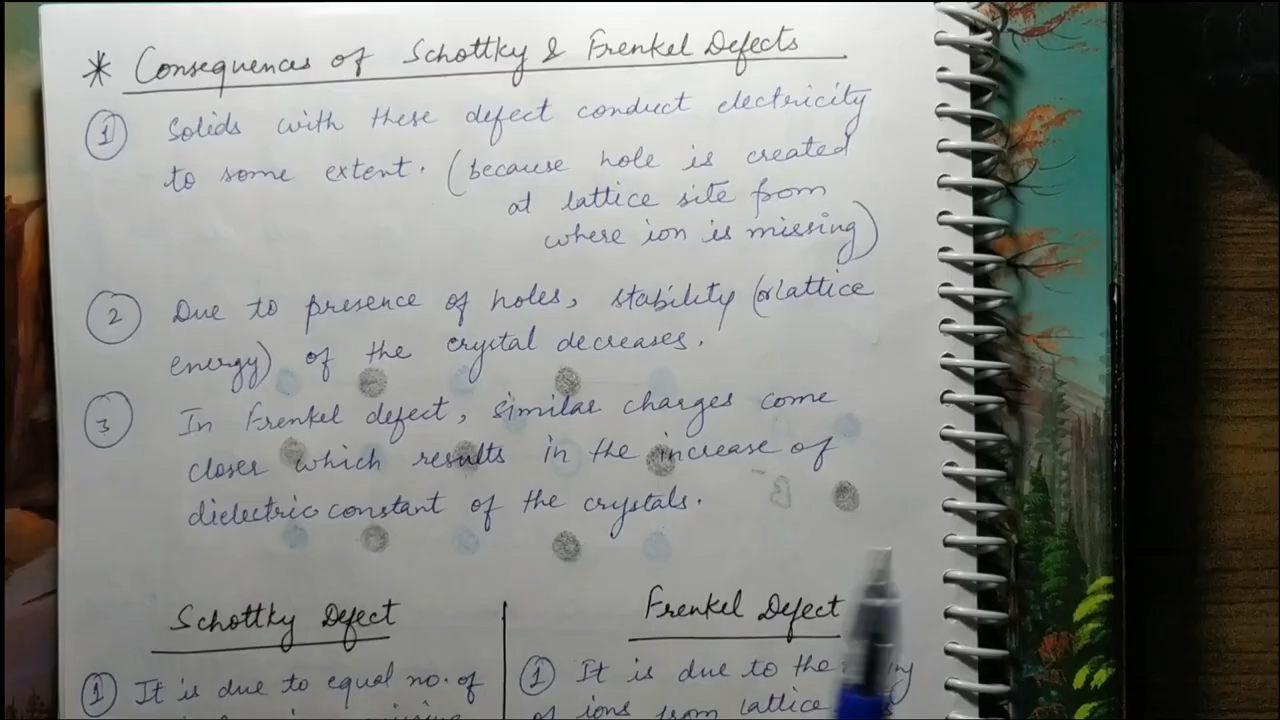 * Consequences of Schottky & Frenkel Defects
① Solids with these defect conduct electricity
to some extent. (because hole is created
at lattice site from
where ion is missing)
② Due to presence of holes, stability (or lattice
energy) of the crystal decreases.
③ In Frenkel defect, similar charges come
closer which results in the increase of
dielectric constant of the crystals.
Schottky Defect
① It is due to equal no. of
Frenkel Defect
① It is due to the
of ions from lattice